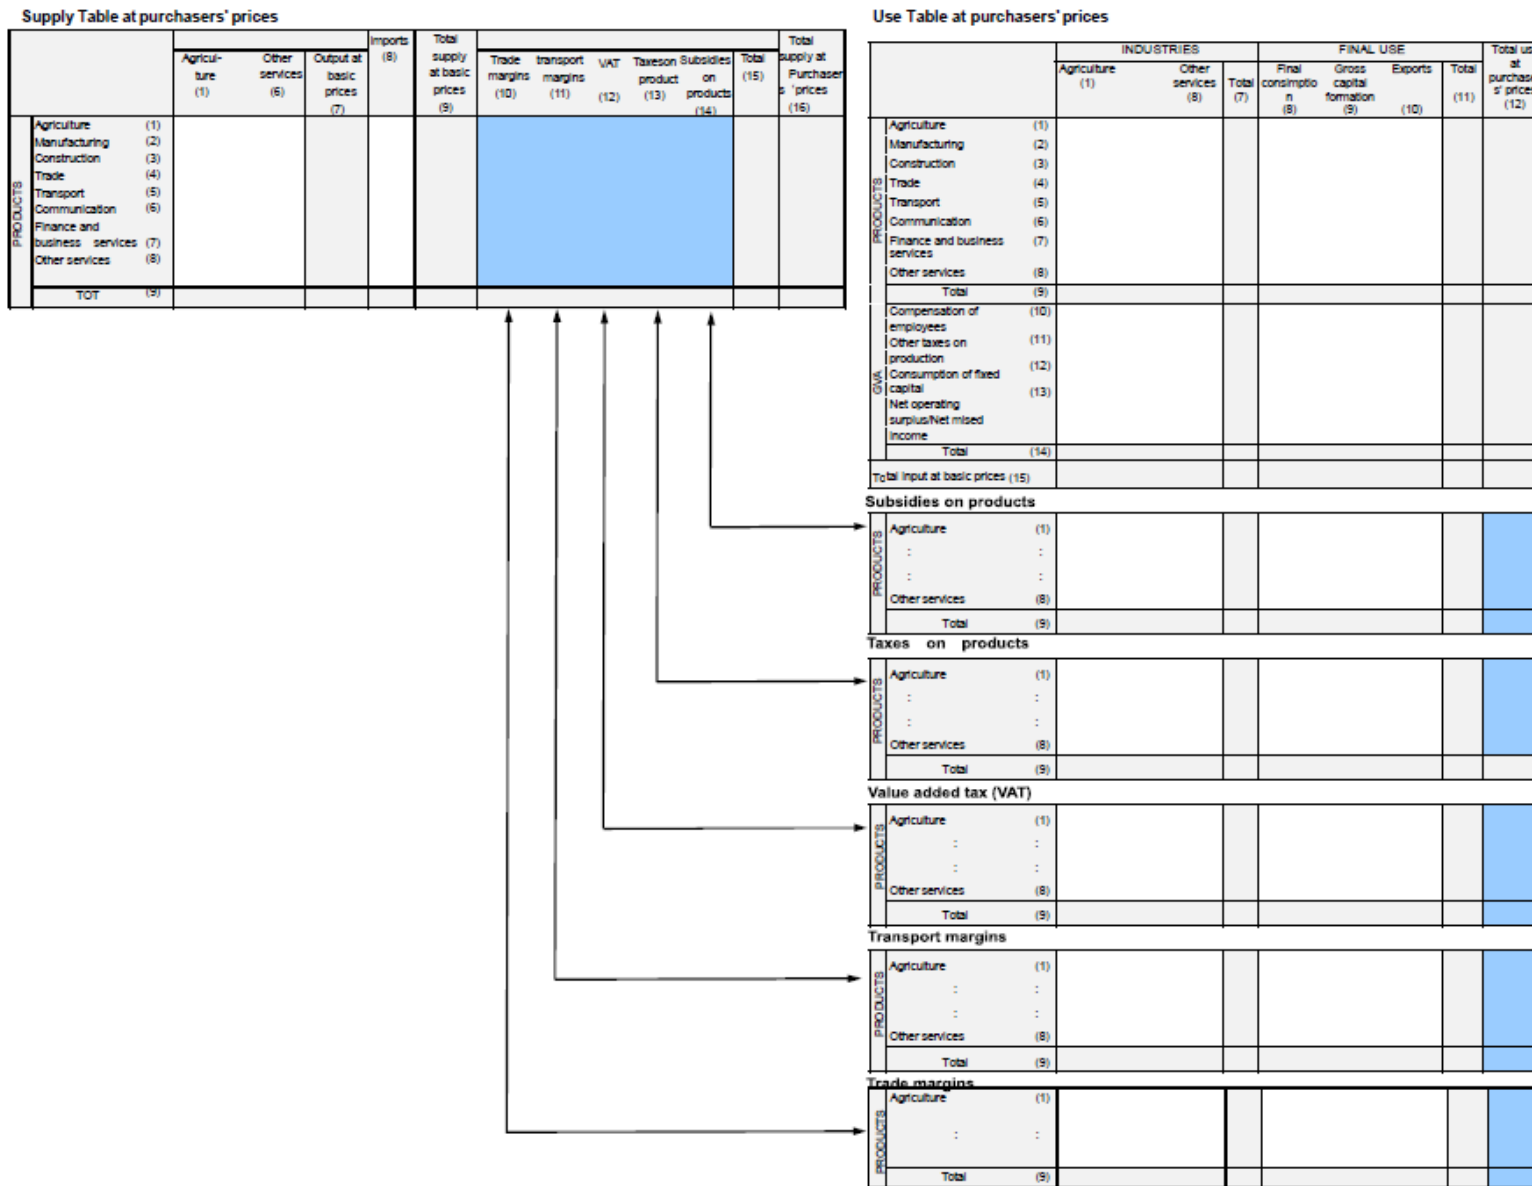 Supply Table at purchasers' prices
Agricul-
ture
(1)
Other
services
(6)
Output at
basic
prices
(7)
Imports
(8)
Total
supply
at basic
prices
(9)
Trade
margins
(10)
transport
margins
(11)
VAT
(12)
Taxeson
product
(13)
Subsidies
on
products
(14)
Total
(15)
Total
supply at
Purchaser
s 'prices
(16)
PRODUCTS
Agriculture (1)
Manufacturing (2)
Construction (3)
Trade (4)
Transport (5)
Communication (6)
Finance and
business services (7)
Other services (8)
TOT (9)
Use Table at purchasers' prices
INDUSTRIES
FINAL USE
Agriculture
(1)
Other
services
(8)
Total
(7)
Final
consimptio
n
(8)
Gross
capital
formation
(9)
Exports
(10)
Total
(11)
Total us
at
purchase
s' prices
(12)
PRODUCTS
Agriculture (1)
Manufacturing (2)
Construction (3)
Trade (4)
Transport (5)
Communication (6)
Finance and business (7)
services
Other services (8)
Total (9)
GVA
Compensation of (10)
employees
Other taxes on (11)
production
(12)
Consumption of fixed
capital (13)
Net operating
surplus/Net mised
income
Total (14)
Total input at basic prices (15)
Subsidies on products
PRODUCTS
Agriculture (1)
: :
: :
Other services (8)
Total (9)
Taxes on products
PRODUCTS
Agriculture (1)
: :
: :
Other services (8)
Total (9)
Value added tax (VAT)
PRODUCTS
Agriculture (1)
: :
: :
Other services (8)
Total (9)
Transport margins
PRODUCTS
Agriculture (1)
: :
: :
Other services (8)
Total (9)
Trade margins
PRODUCTS
Agriculture (1)
: :
Total (9)